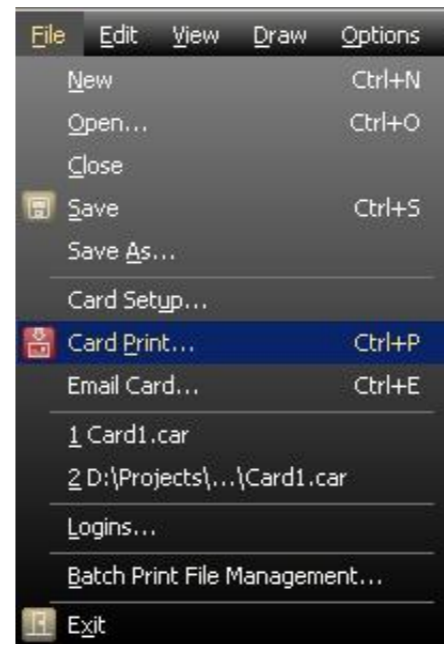 File Edit View Draw Options
New Ctrl+N
Open... Ctrl+O
Close
Save Ctrl+S
Save As...
Card Setup...
Card Print... Ctrl+P
Email Card... Ctrl+E
1 Card1.car
2 D:\Projects\...\Card1.car
Logins...
Batch Print File Management...
Exit